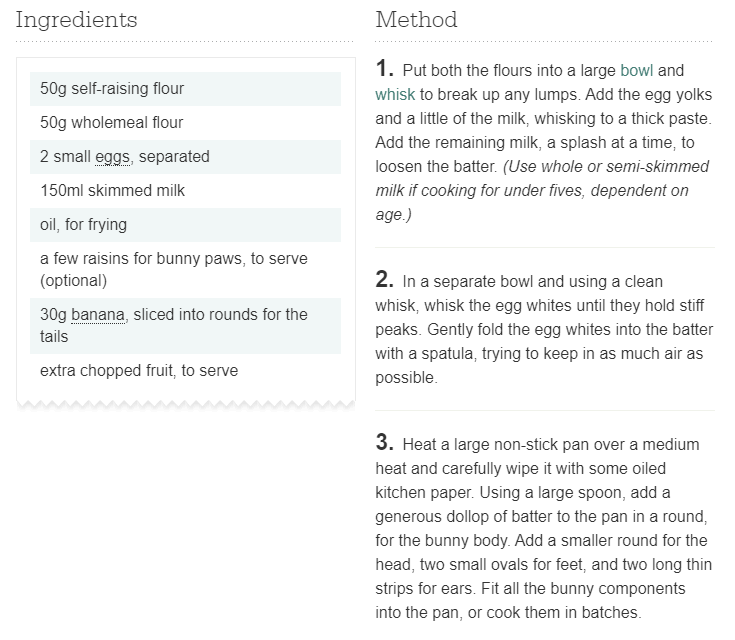 Ingredients
50g self-raising flour
50g wholemeal flour
2 small eggs, separated
150ml skimmed milk
oil, for frying
a few raisins for bunny paws, to serve
(optional)
30g banana, sliced into rounds for the
tails
extra chopped fruit, to serve
Method
1. Put both the flours into a large bowl and
whisk to break up any lumps. Add the egg yolks
and a little of the milk, whisking to a thick paste.
Add the remaining milk, a splash at a time, to
loosen the batter. (Use whole or semi-skimmed
milk if cooking for under fives, dependent on
age.)
2. In a separate bowl and using a clean
whisk, whisk the egg whites until they hold stiff
peaks. Gently fold the egg whites into the batter
with a spatula, trying to keep in as much air as
possible.
3. Heat a large non-stick pan over a medium
heat and carefully wipe it with some oiled
kitchen paper. Using a large spoon, add a
generous dollop of batter to the pan in a round,
for the bunny body. Add a smaller round for the
head, two small ovals for feet, and two long thin
strips for ears. Fit all the bunny components
into the pan, or cook them in batches.